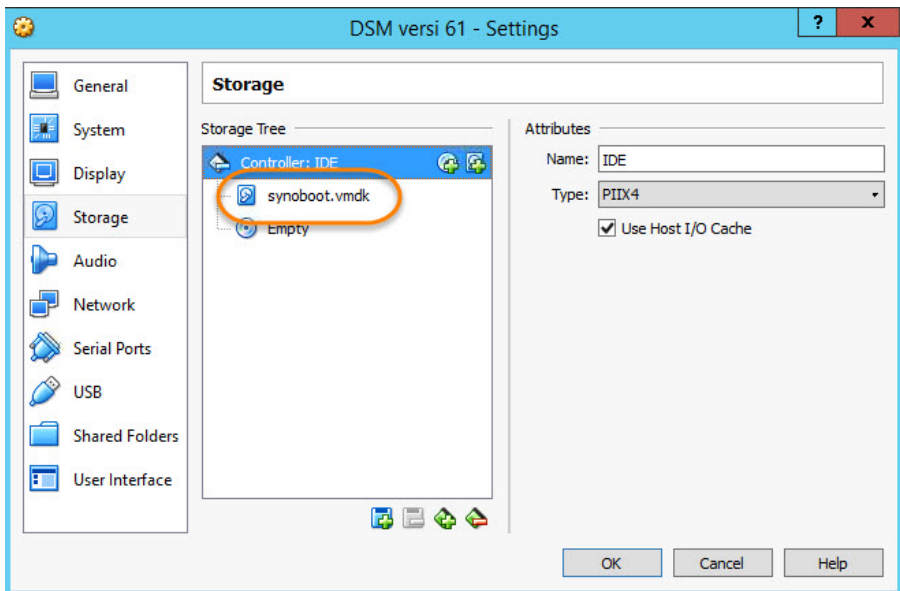 DSM versi 61 - Settings
?
x
General
System
Display
Storage
Audio
Network
Serial Ports
USB
Shared Folders
User Interface
Storage
Storage Tree
Controller: IDE
synoboot.vmdk
Empty
Attributes
Name: IDE
Type: PIIX4
Use Host I/O Cache
OK Cancel Help